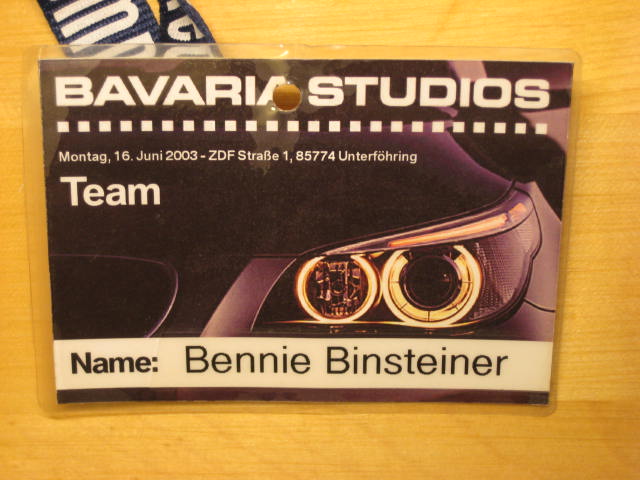 BAVARIA STUDIOS
Montag, 16. Juni 2003 - ZDF Straße 1, 85774 Unterföhring
Team
Name: Bennie Binsteiner